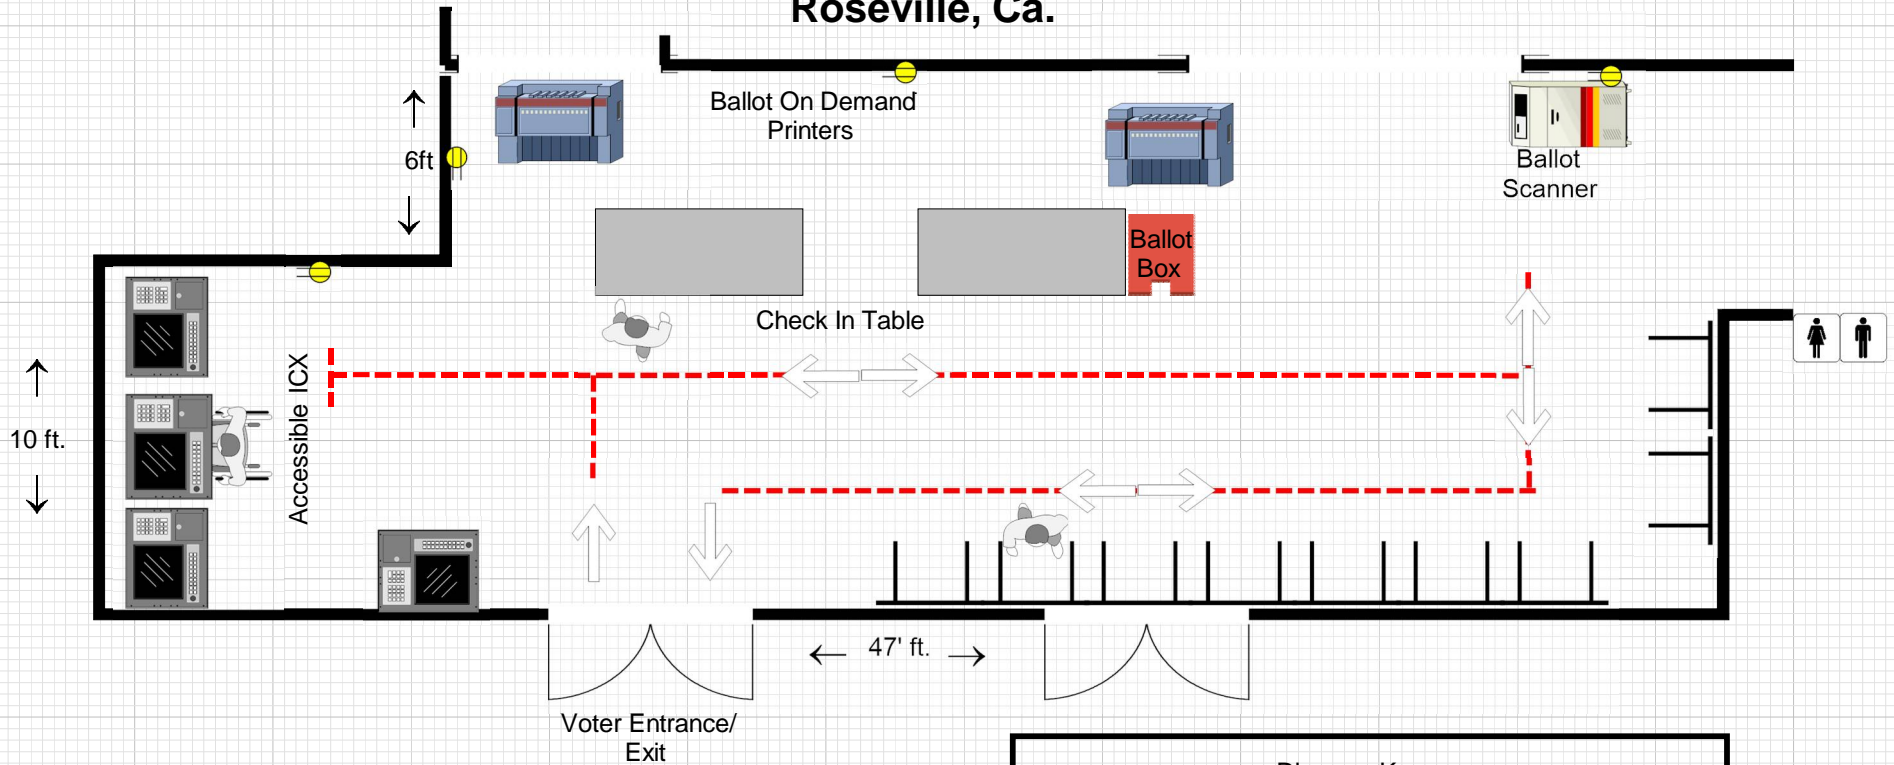 Roseville, Ca.
Ballot On Demand
Printers
6ft
Ballot
Scanner
Ballot
Box
Check In Table
Accessible ICX
10 ft.
47' ft.
Voter Entrance/
Exit